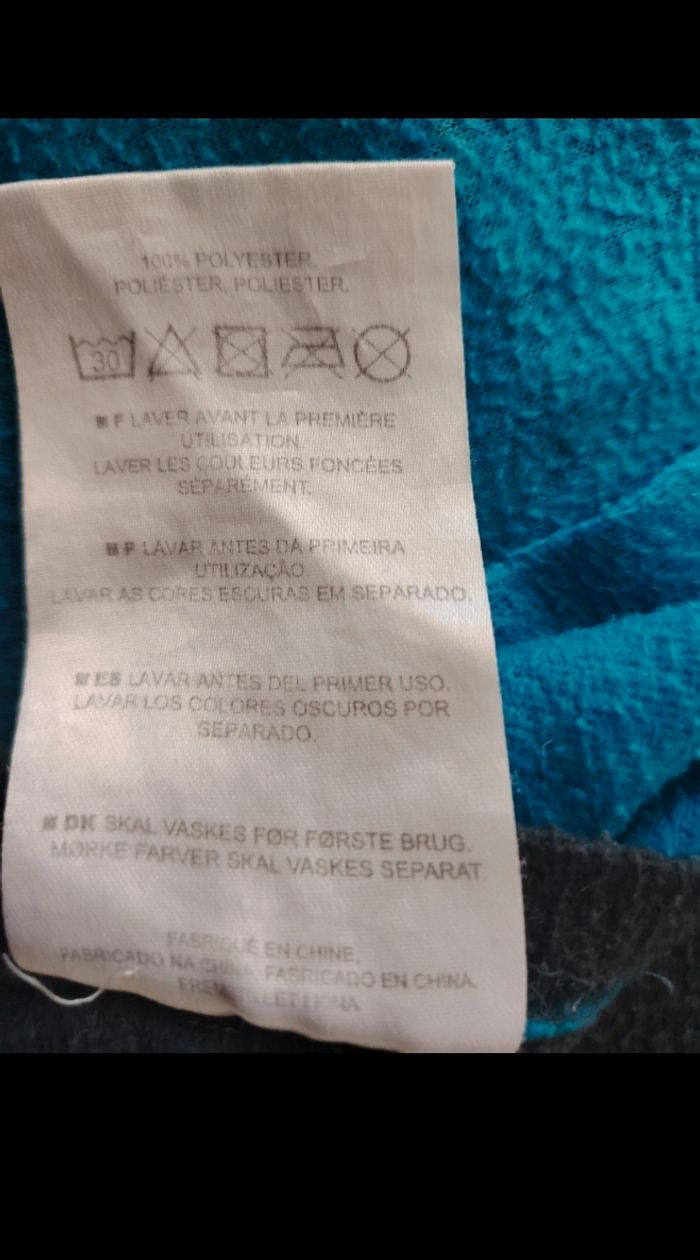 100% POLYESTER,
POLIÉSTER, POLIESTER.
30
F LAVER AVANT LA PREMIÈRE
UTILISATION.
LAVER LES COULEURS FONCÉES
SÉPARÉMENT.
P LAVAR ANTES DA PRIMEIRA
UTILIZAÇÃO.
LAVAR AS CORES ESCURAS EM SEPARADO.
ES LAVAR ANTES DEL PRIMER USO.
LAVAR LOS COLORES OSCUROS POR
SEPARADO.
DK SKAL VASKES FØR FØRSTE BRUG.
MØRKE FARVER SKAL VASKES SEPARAT.
FABRIQUÉ EN CHINE,
FABRICADO NA CHINA, FABRICADO EN CHINA.
KINA